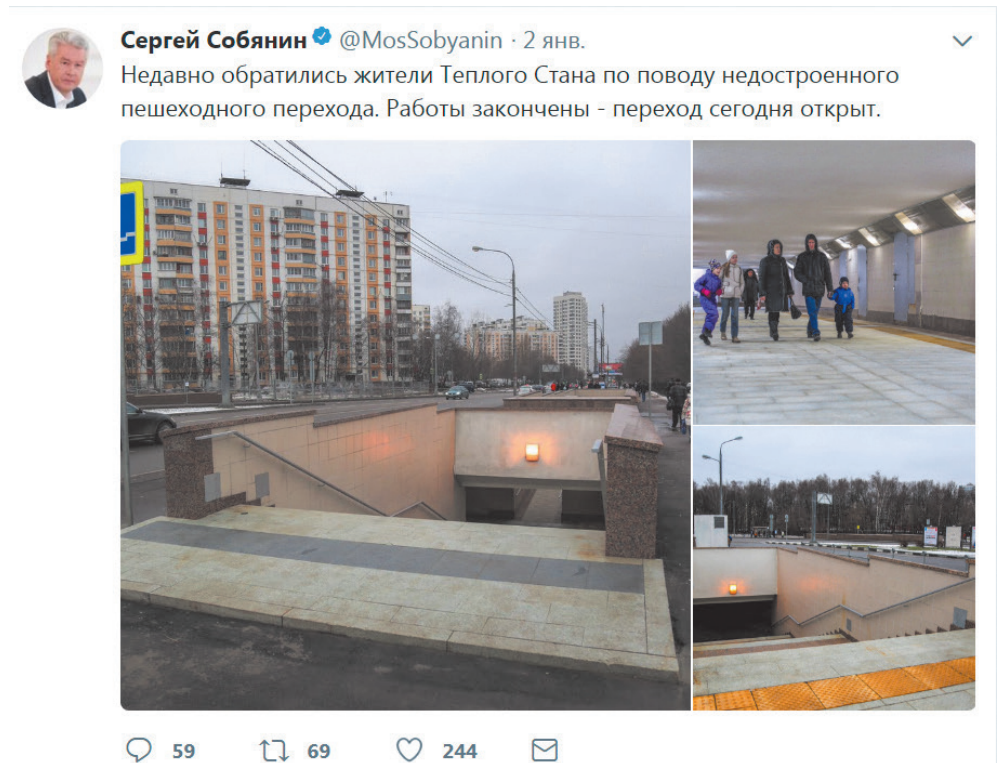 Сергей Собянин @MosSobyanin · 2 янв.
Недавно обратились жители Теплого Стана по поводу недостроенного
пешеходного перехода. Работы закончены - переход сегодня открыт.
59 69 244